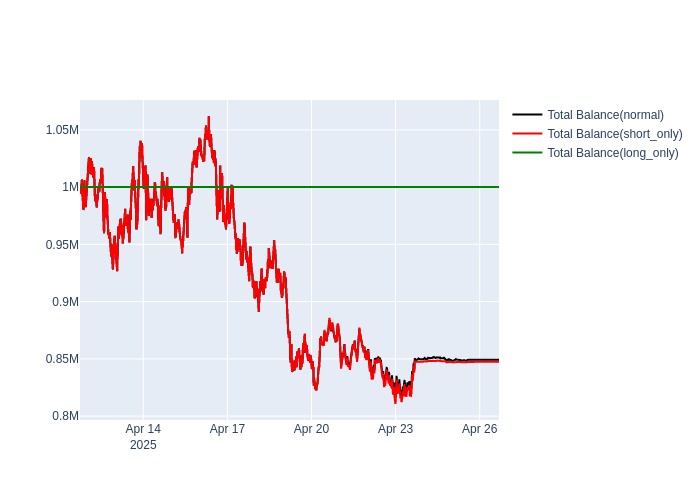 1.05M
1M
0.95M
0.9M
0.85M
0.8M
Apr 14
2025
Apr 17
Apr 20
Apr 23
Apr 26
Total Balance(normal)
Total Balance(short_only)
Total Balance(long_only)